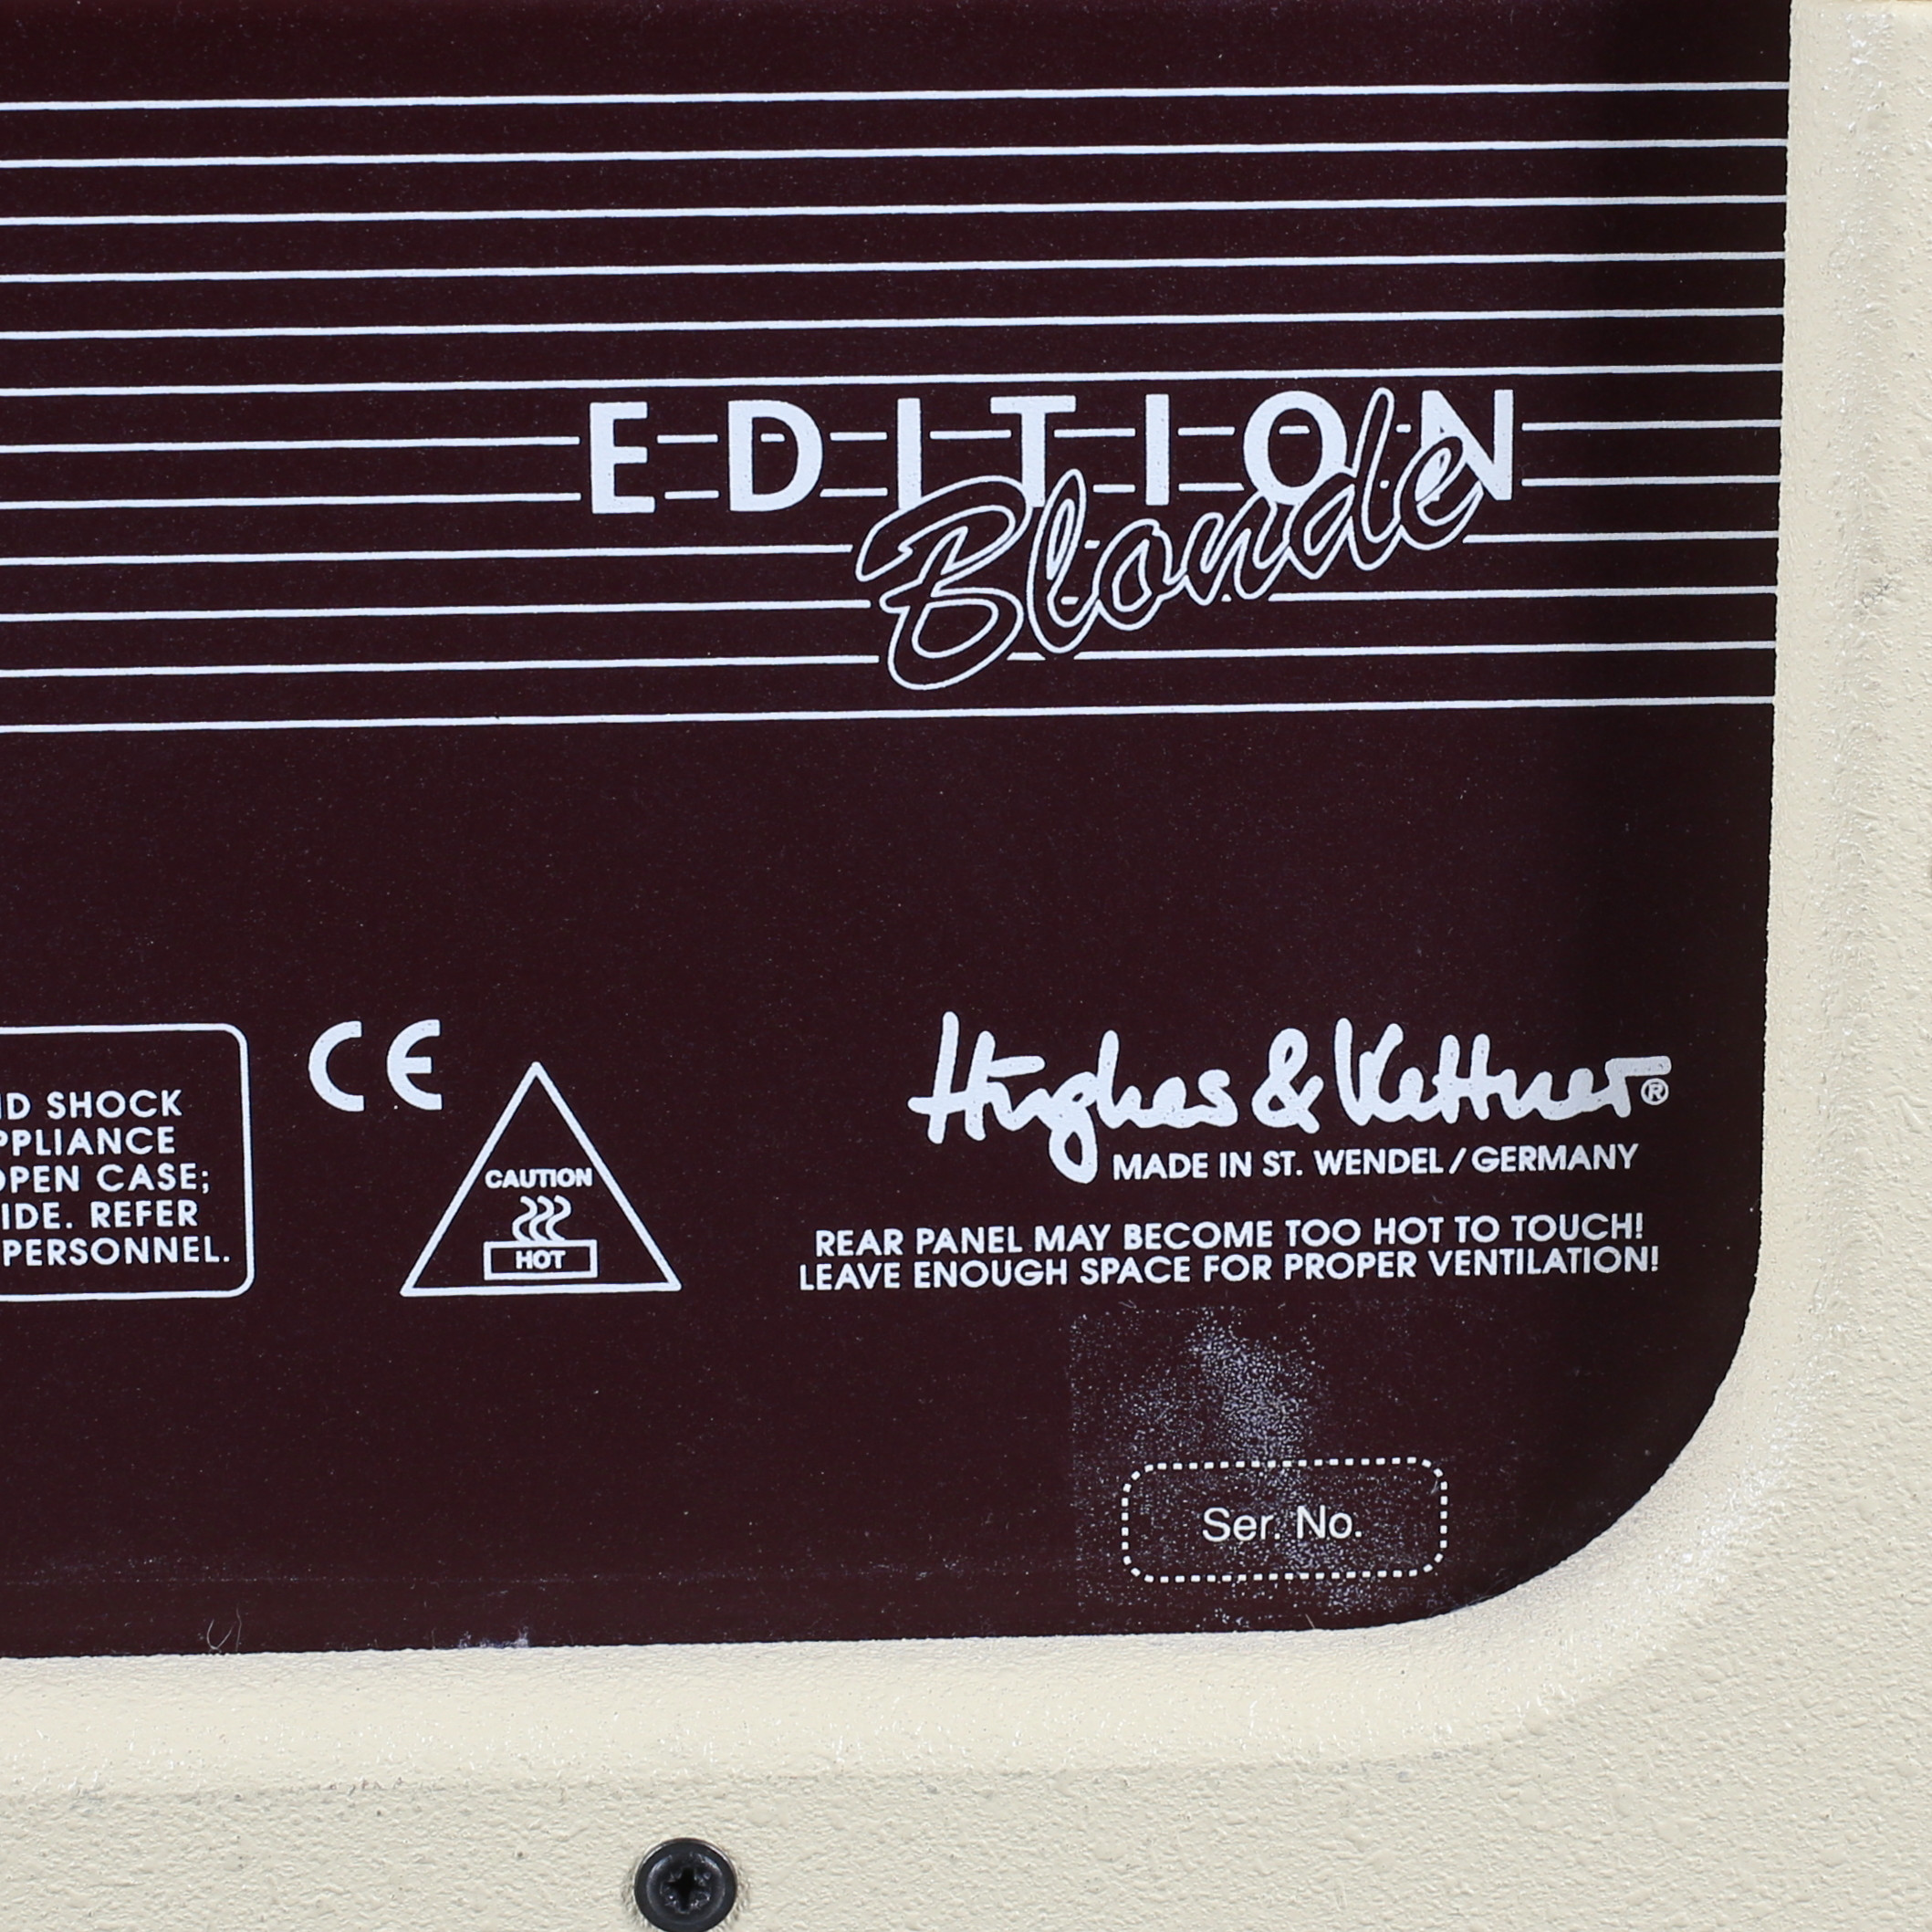 EDITION
Blonde
ID SHOCK
PPLIANCE
OPEN CASE;
IDE. REFER
PERSONNEL.
CE
CAUTION
HOT
Hughes & Kettner®
MADE IN ST. WENDEL / GERMANY
REAR PANEL MAY BECOME TOO HOT TO TOUCH!
LEAVE ENOUGH SPACE FOR PROPER VENTILATION!
Ser. No.